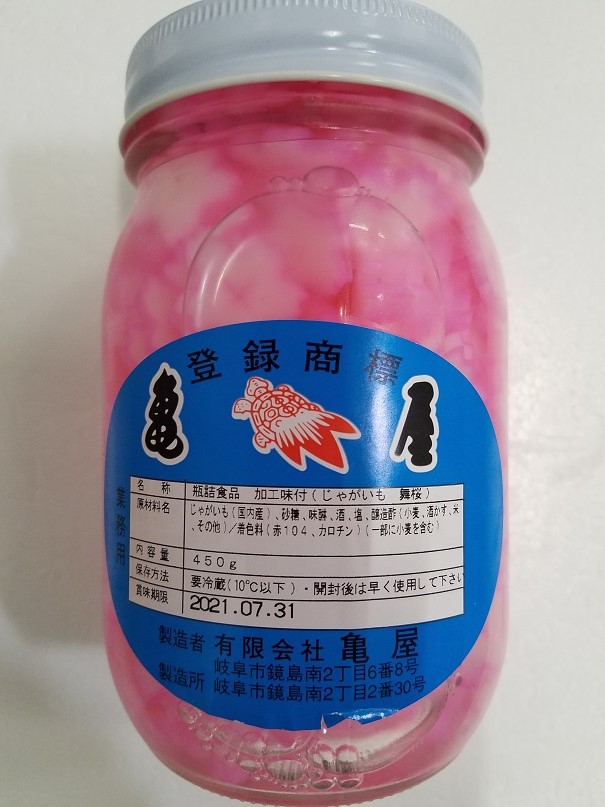 登録商標
亀屋
業務用
名称 瓶詰食品 加工味付(じゃがいも 舞桜)
原材料名 じゃがいも(国内産)、砂糖、味醂、酒、塩、醸造酢(小麦、酒かす、米
、その他)/着色料(赤104、カロチン)(一部に小麦を含む)
内容量 450g
保存方法 要冷蔵(10℃以下)・開封後は早く使用して下さい
賞味期限 2021.07.31
製造者 有限会社 亀屋
岐阜市鏡島南2丁目6番8号
製造所 岐阜市鏡島南2丁目2番30号